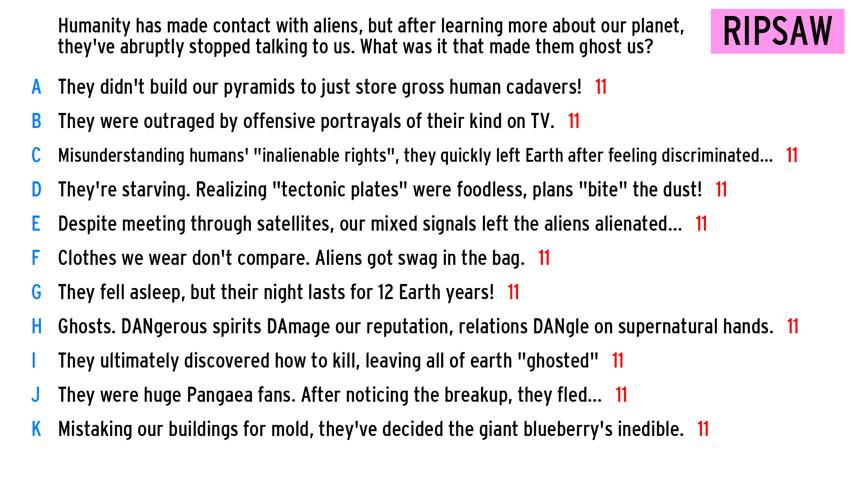 Humanity has made contact with aliens, but after learning more about our planet,
they've abruptly stopped talking to us. What was it that made them ghost us?
RIPSAW
A They didn't build our pyramids to just store gross human cadavers! 11
B They were outraged by offensive portrayals of their kind on TV. 11
C Misunderstanding humans' "inalienable rights", they quickly left Earth after feeling discriminated... 11
D They're starving. Realizing "tectonic plates" were foodless, plans "bite" the dust! 11
E Despite meeting through satellites, our mixed signals left the aliens alienated... 11
F Clothes we wear don't compare. Aliens got swag in the bag. 11
G They fell asleep, but their night lasts for 12 Earth years! 11
H Ghosts. DANgerous spirits DAmage our reputation, relations DANgle on supernatural hands. 11
I They ultimately discovered how to kill, leaving all of earth "ghosted" 11
J They were huge Pangaea fans. After noticing the breakup, they fled... 11
K Mistaking our buildings for mold, they've decided the giant blueberry's inedible. 11